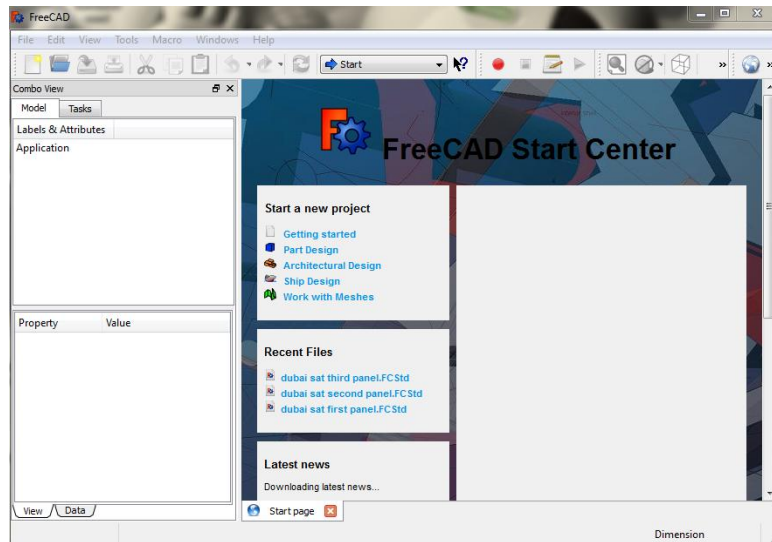 FreeCAD
File Edit View Tools Macro Windows Help
Start
Combo View
Model Tasks
Labels & Attributes
Application
Property Value
View Data
FreeCAD Start Center
Start a new project
Getting started
Part Design
Architectural Design
Ship Design
Work with Meshes
Recent Files
dubai sat third panel.FCStd
dubai sat second panel.FCStd
dubai sat first panel.FCStd
Latest news
Downloading latest news...
Start page
Dimension